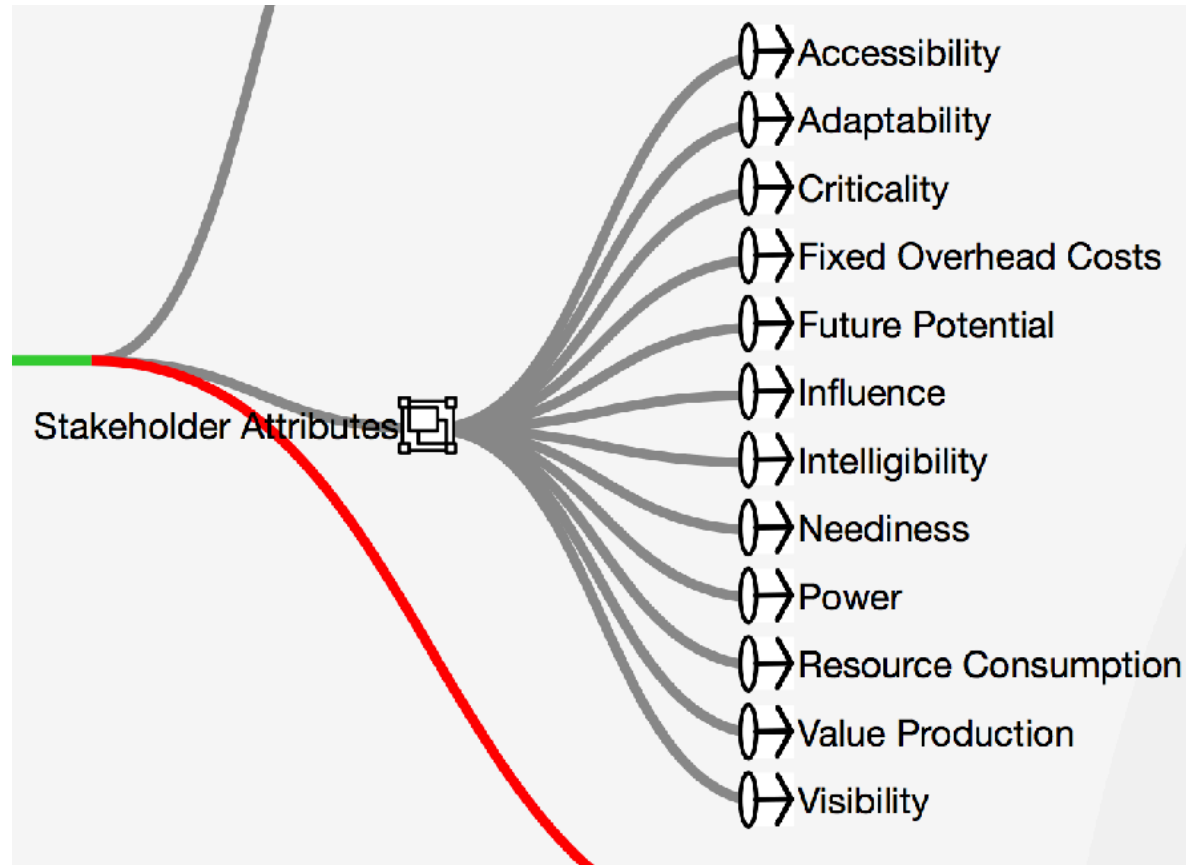 Accessibility
Adaptability
Criticality
Fixed Overhead Costs
Future Potential
Influence
Stakeholder Attributes
Intelligibility
Neediness
Power
Resource Consumption
Value Production
Visibility